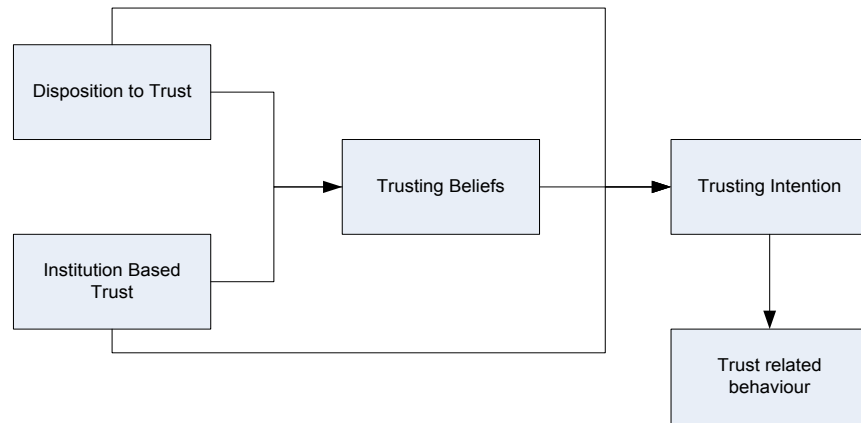 Disposition to Trust
Trusting Beliefs
Trusting Intention
Institution Based
Trust
Trust related
behaviour